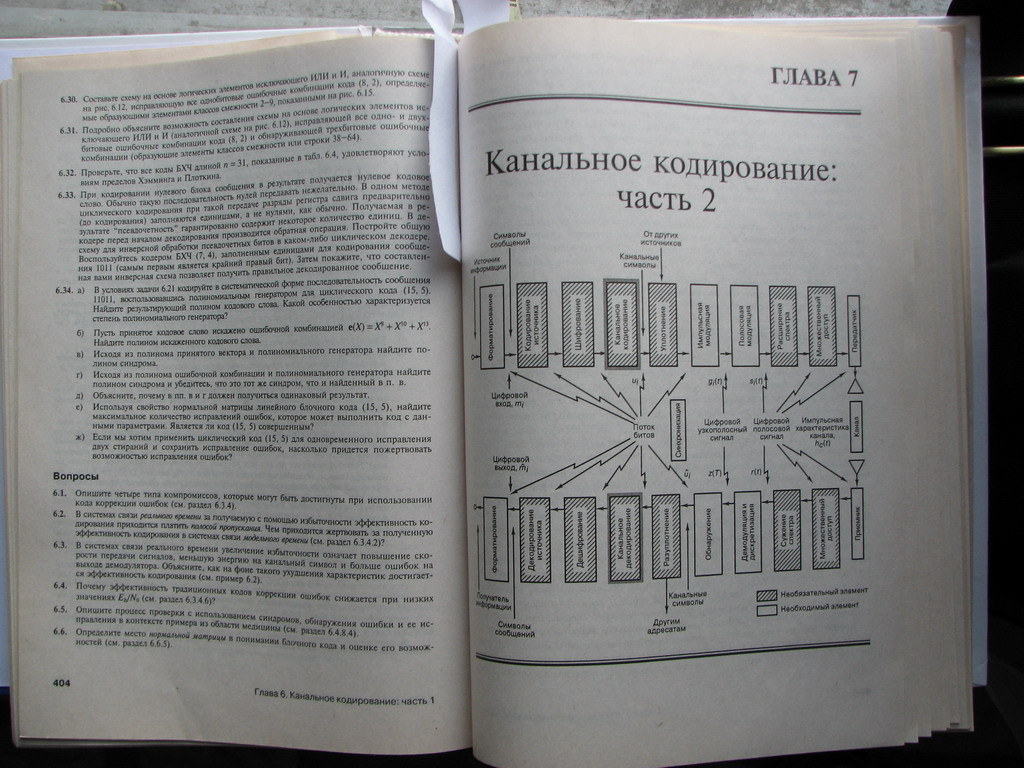 6.30. Составьте схему на основе логических элементов исключающего ИЛИ и И, аналогичную схеме
на рис. 6.12, исправляющую все однобитовые ошибочные комбинации кода (8, 2), определяе-
мые образующими элементами классов смежности 2–9, показанными на рис. 6.15.
6.31. Подробно объясните возможность составления схемы на основе логических элементов ис-
ключающего ИЛИ и И (аналогичной схеме на рис. 6.12), исправляющей все одно- и двух-
битовые ошибочные комбинации кода (8, 2) и обнаруживающей трехбитовые ошибочные
комбинации (образующие элементы классов смежности или строки 38–64).
6.32. Проверьте, что все коды БХЧ длиной n = 31, показанные в табл. 6.4, удовлетворяют усло-
виям пределов Хэмминга и Плоткина.
6.33. При кодировании нулевого блока сообщения в результате получается нулевое кодовое
слово. Обычно такую последовательность нулей передавать нежелательно. В одном методе
циклического кодирования при такой передаче разряды регистра сдвига предварительно
(до кодирования) заполняются единицами, а не нулями, как обычно. Получаемая в ре-
зультате "псевдочетность" гарантированно содержит некоторое количество единиц. В де-
кодере перед началом декодирования производится обратная операция. Постройте общую
схему для инверсной обработки псевдочетных битов в каком-либо циклическом декодере.
Воспользуйтесь кодером БХЧ (7, 4), заполненным единицами для кодирования сообще-
ния 1011 (самым первым является крайний правый бит). Затем покажите, что составлен-
ная вами инверсная схема позволяет получить правильное декодированное сообщение.
6.34. а) В условиях задачи 6.21 кодируйте в систематической форме последовательность сообщения
11011, воспользовавшись полиномиальным генератором для циклического кода (15, 5).
Найдите результирующий полином кодового слова. Какой особенностью характеризуется
степень полиномиального генератора?
б) Пусть принятое кодовое слово искажено ошибочной комбинацией e(X) = X⁸ + X¹⁰ + X¹³.
Найдите полином искаженного кодового слова.
в) Исходя из полинома принятого вектора и полиномиального генератора найдите по-
лином синдрома.
г) Исходя из полинома ошибочной комбинации и полиномиального генератора найдите
полином синдрома и убедитесь, что это тот же синдром, что и найденный в п. в.
д) Объясните, почему в пп. в и г должен получиться одинаковый результат.
е) Используя свойство нормальной матрицы линейного блочного кода (15, 5), найдите
максимальное количество исправлений ошибок, которое может выполнить код с дан-
ными параметрами. Является ли код (15, 5) совершенным?
ж) Если мы хотим применить циклический код (15, 5) для одновременного исправления
двух стираний и сохранить исправление ошибок, насколько придется пожертвовать
возможностью исправления ошибок?
Вопросы
6.1. Опишите четыре типа компромиссов, которые могут быть достигнуты при использовании
кода коррекции ошибок (см. раздел 6.3.4).
6.2. В системах связи реального времени за получаемую с помощью избыточности эффективность ко-
дирования приходится платить полосой пропускания. Чем приходится жертвовать за полученную
эффективность кодирования в системах связи модельного времени (см. раздел 6.3.4.2)?
6.3. В системах связи реального времени увеличение избыточности означает повышение ско-
рости передачи сигналов, меньшую энергию на канальный символ и больше ошибок на
выходе демодулятора. Объясните, как на фоне такого ухудшения характеристик достигает-
ся эффективность кодирования (см. пример 6.2).
6.4. Почему эффективность традиционных кодов коррекции ошибок снижается при низких
значениях E_b/N_0 (см. раздел 6.3.4.6)?
6.5. Опишите процесс проверки с использованием синдромов, обнаружения ошибки и ее ис-
правления в контексте примера из области медицины (см. раздел 6.4.8.4).
6.6. Определите место нормальной матрицы в понимании блочного кода и оценке его возмож-
ностей (см. раздел 6.6.5).
404
Глава 6. Канальное кодирование: часть 1
ГЛАВА 7
Канальное кодирование:
часть 2
Символы
сообщений
От других
источников
Источник
информации
Канальные
символы
Форматирование
Кодирование
источника
Шифрование
Канальное
кодирование
Уплотнение
Импульсная
модуляция
Полосовая
модуляция
Расширение
спектра
Множественный
доступ
Передатчик
Цифровой
вход, m_i
u_i
g_i(t)
s_i(t)
Поток
битов
Синхронизация
Цифровой
узкополосный
сигнал
Цифровой
полосовой
сигнал
Импульсная
характеристика
канала,
h_c(t)
Канал
Цифровой
выход, m̂_i
û_i
z(T)
r(t)
Форматирование
Декодирование
источника
Дешифрование
Канальное
декодирование
Разуплотнение
Обнаружение
Демодуляция и
дискретизация
Сужение
спектра
Множественный
доступ
Приемник
Получатель
информации
Символы
сообщений
Канальные
символы
Другим
адресатам
Необязательный элемент
Необходимый элемент